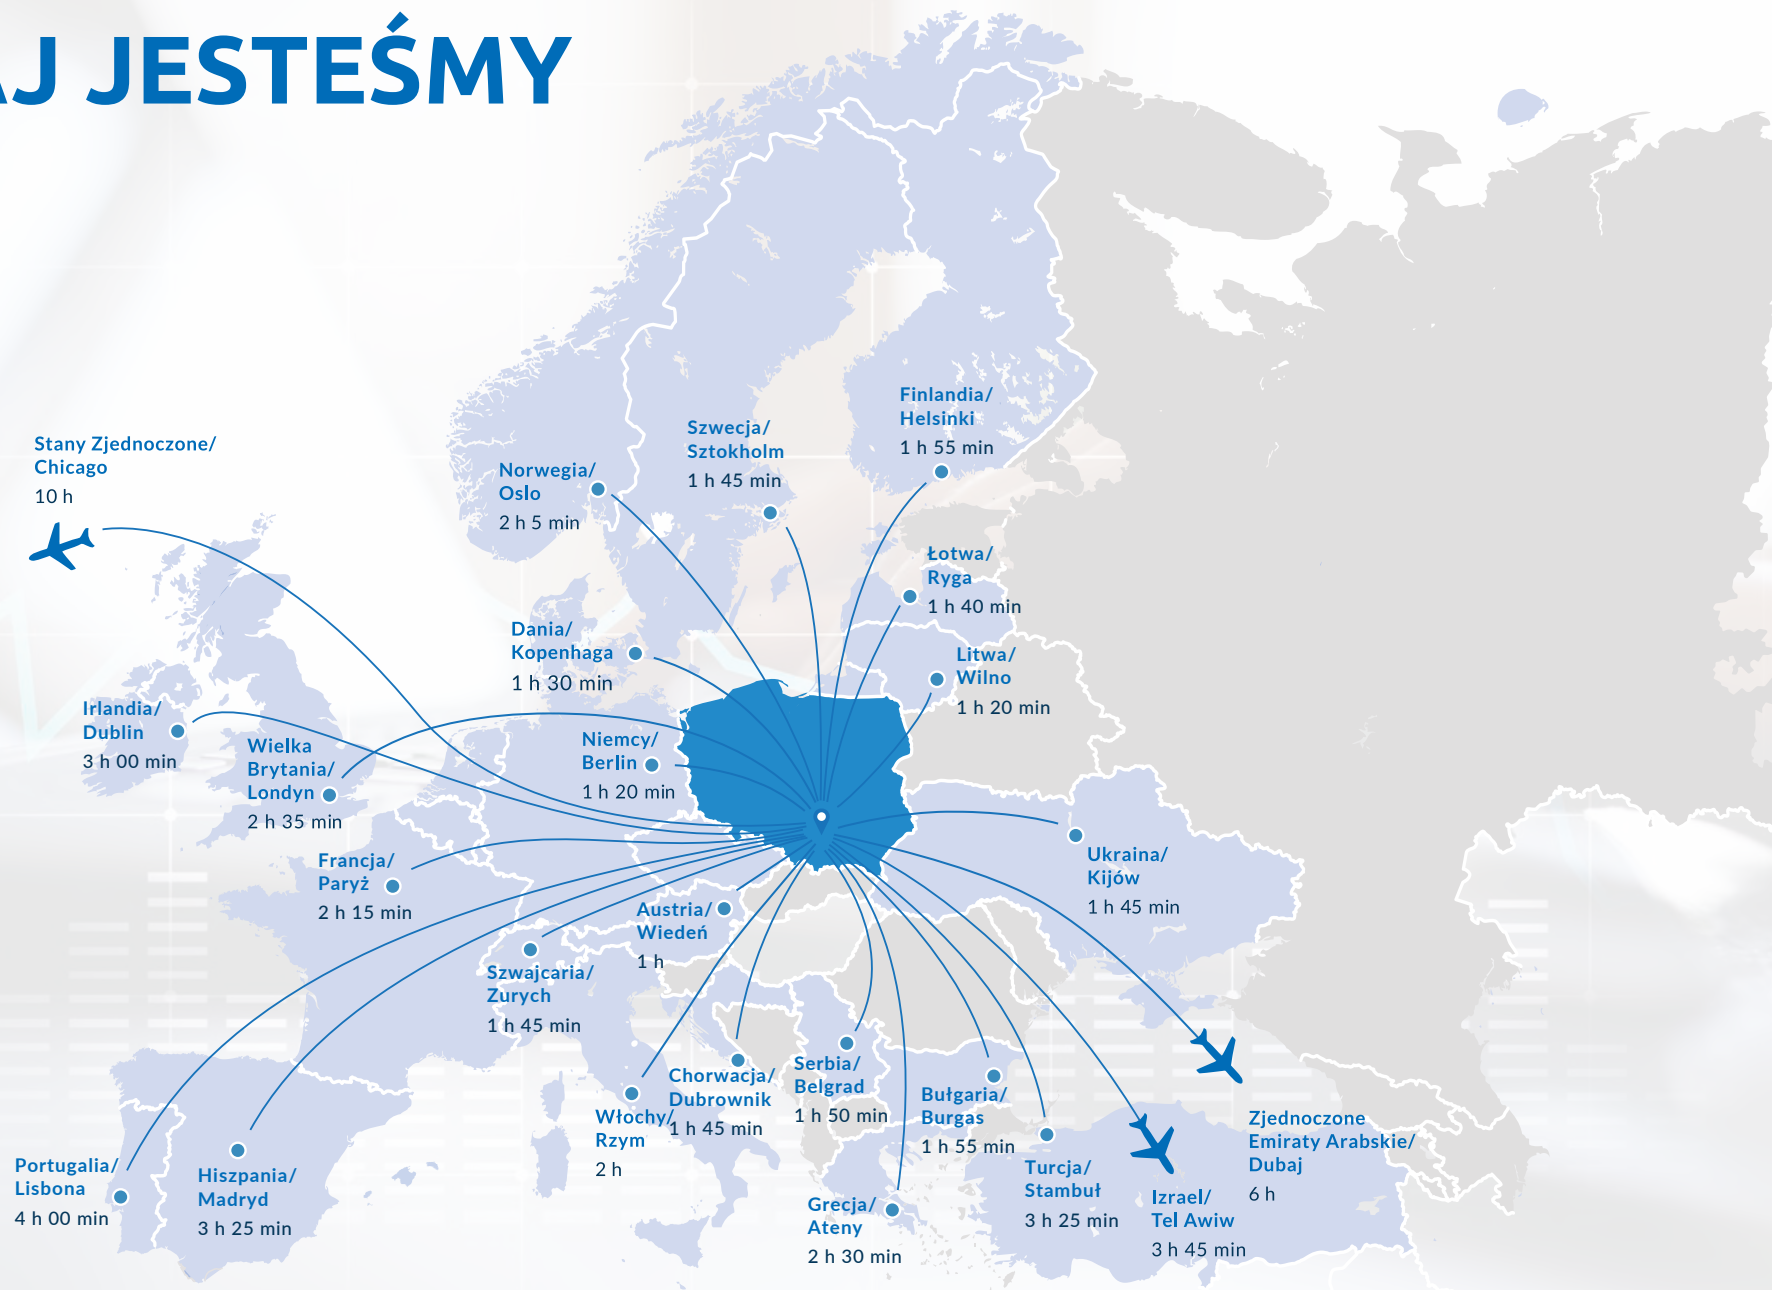 AJ JESTEŚMY
Stany Zjednoczone/
Chicago
10 h
Norwegia/
Oslo
2 h 5 min
Szwecja/
Sztokholm
1 h 45 min
Finlandia/
Helsinki
1 h 55 min
Łotwa/
Ryga
1 h 40 min
Dania/
Kopenhaga
1 h 30 min
Litwa/
Wilno
1 h 20 min
Irlandia/
Dublin
3 h 00 min
Wielka
Brytania/
Londyn
2 h 35 min
Niemcy/
Berlin
1 h 20 min
Francja/
Paryż
2 h 15 min
Ukraina/
Kijów
1 h 45 min
Austria/
Wiedeń
1 h
Szwajcaria/
Zurych
1 h 45 min
Włochy/
Rzym
2 h
Chorwacja/
Dubrownik
1 h 45 min
Serbia/
Belgrad
1 h 50 min
Bułgaria/
Burgas
1 h 55 min
Zjednoczone
Emiraty Arabskie/
Dubaj
6 h
Portugalia/
Lisbona
4 h 00 min
Hiszpania/
Madryd
3 h 25 min
Grecja/
Ateny
2 h 30 min
Turcja/
Stambuł
3 h 25 min
Izrael/
Tel Awiw
3 h 45 min